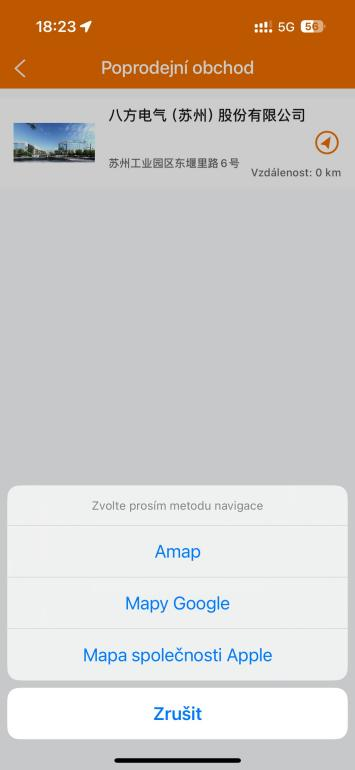 18:23
5G
56
Poprodejní obchod
八方电气（苏州）股份有限公司
苏州工业园区东堰里路6号
Vzdálenost: 0 km
Zvolte prosím metodu navigace
Amap
Mapy Google
Mapa společnosti Apple
Zrušit